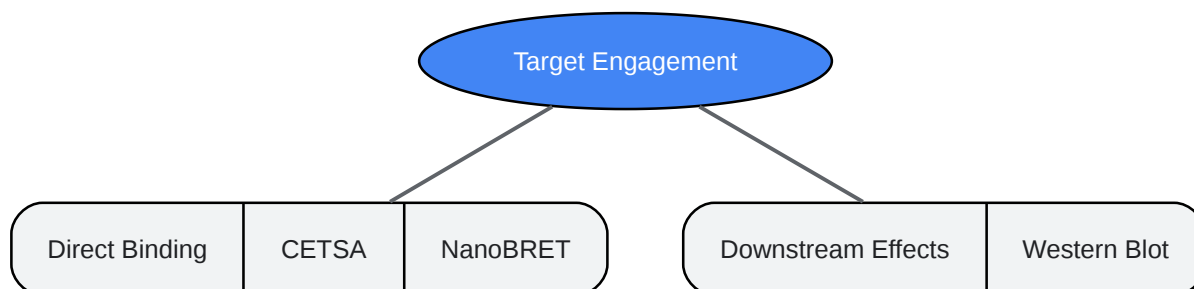 Target Engagement
Direct Binding
CETSA
NanoBRET
Downstream Effects
Western Blot